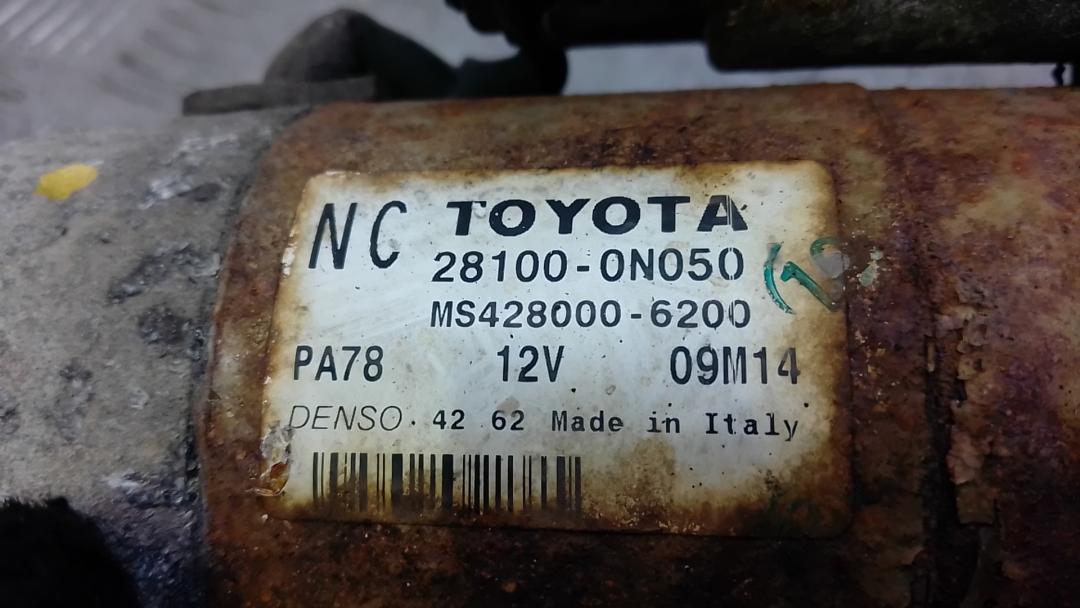 NC TOYOTA
28100-0N050
MS428000-6200
PA78 12V 09M14
DENSO 42 62 Made in Italy